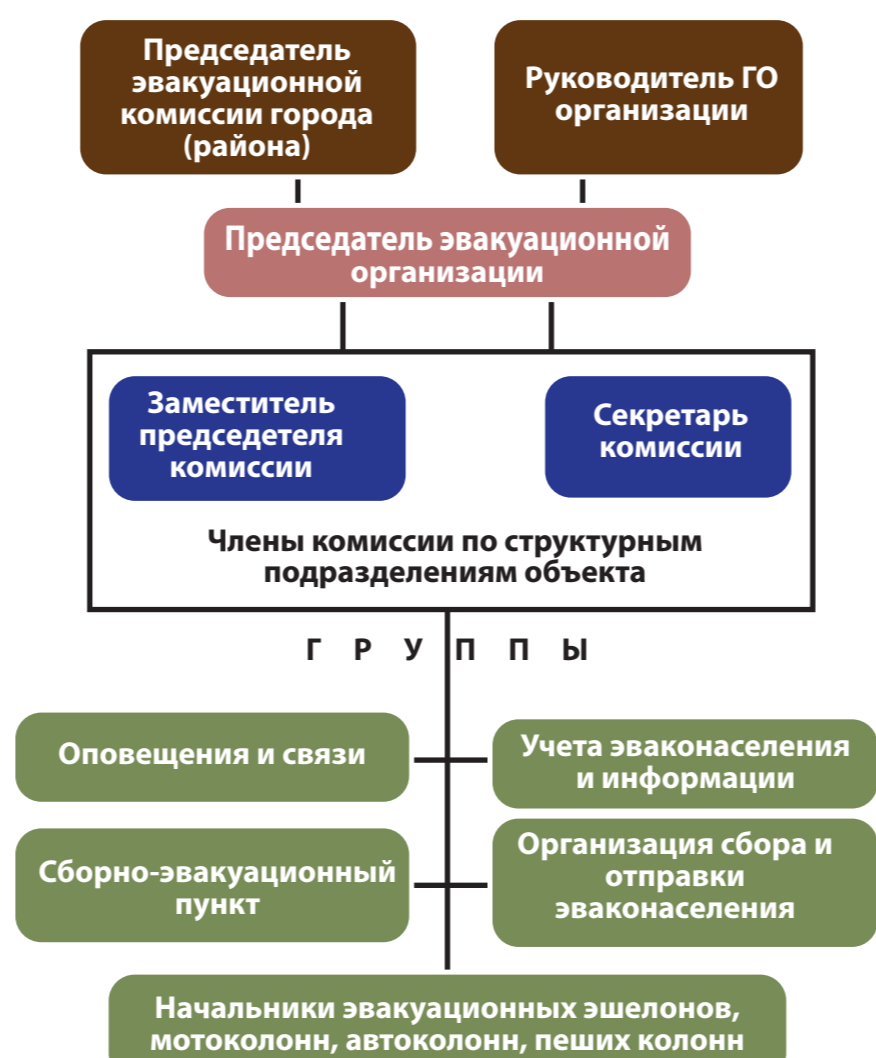 Председатель
эвакуационной
комиссии города
(района)
Руководитель ГО
организации
Председатель эвакуационной
организации
Заместитель
председетеля
комиссии
Секретарь
комиссии
Члены комиссии по структурным
подразделениям объекта
Г Р У П П Ы
Оповещения и связи
Учета эваконаселения
и информации
Сборно-эвакуационный
пункт
Организация сбора и
отправки
эваконаселения
Начальники эвакуационных эшелонов,
мотоколонн, автоколонн, пеших колонн